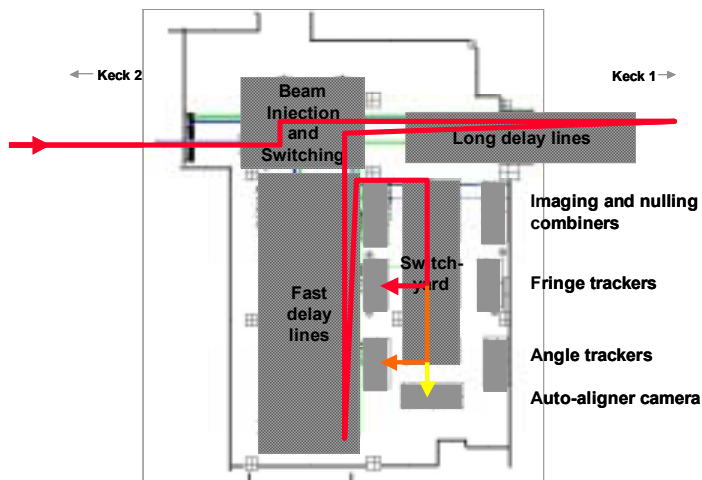 Keck 2
Keck 1
Beam
Injection
and
Switching
Long delay lines
Imaging and nulling
combiners
Switch-
yard
Fringe trackers
Fast
delay
lines
Angle trackers
Auto-aligner camera